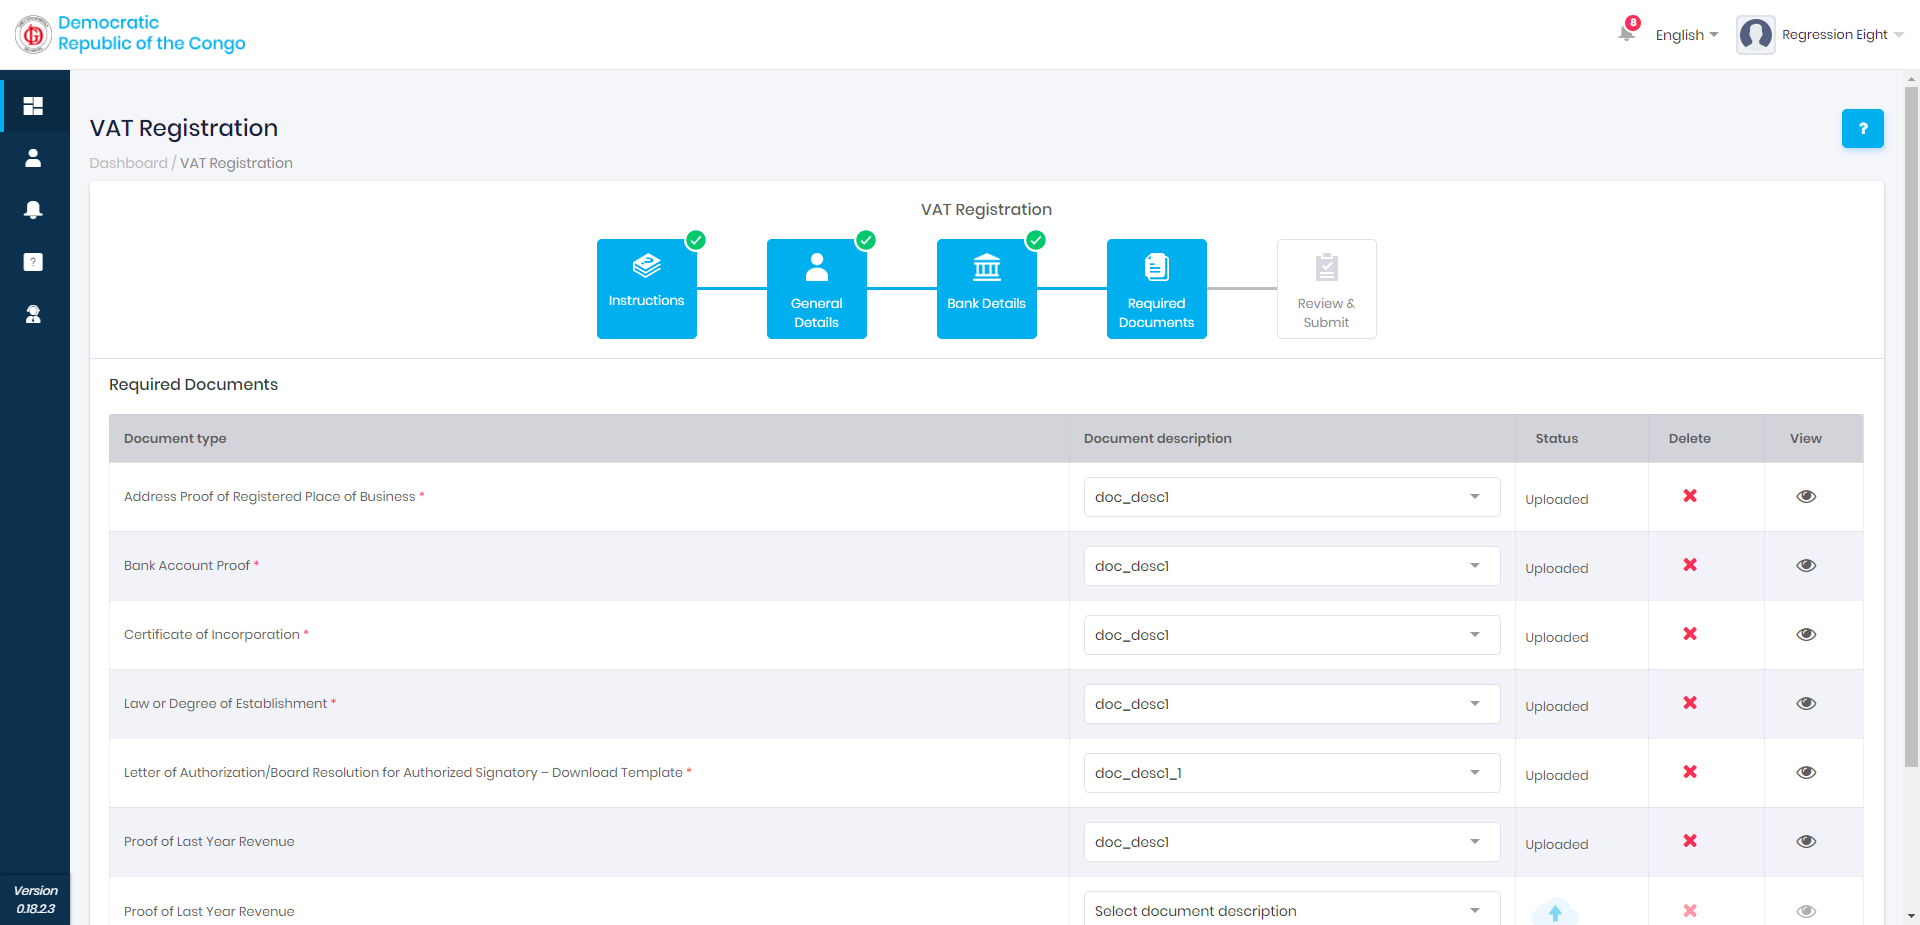 Democratic
Republic of the Congo
8
English
Regression Eight
VAT Registration
?
Dashboard / VAT Registration
VAT Registration
Instructions
General
Details
Bank Details
Required
Documents
Review &
Submit
Required Documents
Document type Document description Status Delete View
Address Proof of Registered Place of Business * doc_desc1 Uploaded
Bank Account Proof * doc_desc1 Uploaded
Certificate of Incorporation * doc_desc1 Uploaded
Law or Degree of Establishment * doc_desc1 Uploaded
Letter of Authorization/Board Resolution for Authorized Signatory – Download Template * doc_desc1_1 Uploaded
Proof of Last Year Revenue doc_desc1 Uploaded
Proof of Last Year Revenue Select document description
Version
0.18.2.3